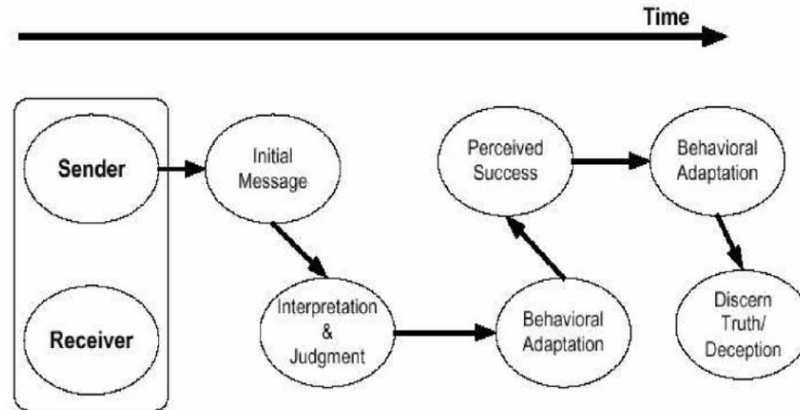 Time
Sender
Initial
Message
Perceived
Success
Behavioral
Adaptation
Receiver
Interpretation
&
Judgment
Behavioral
Adaptation
Discern
Truth/
Deception